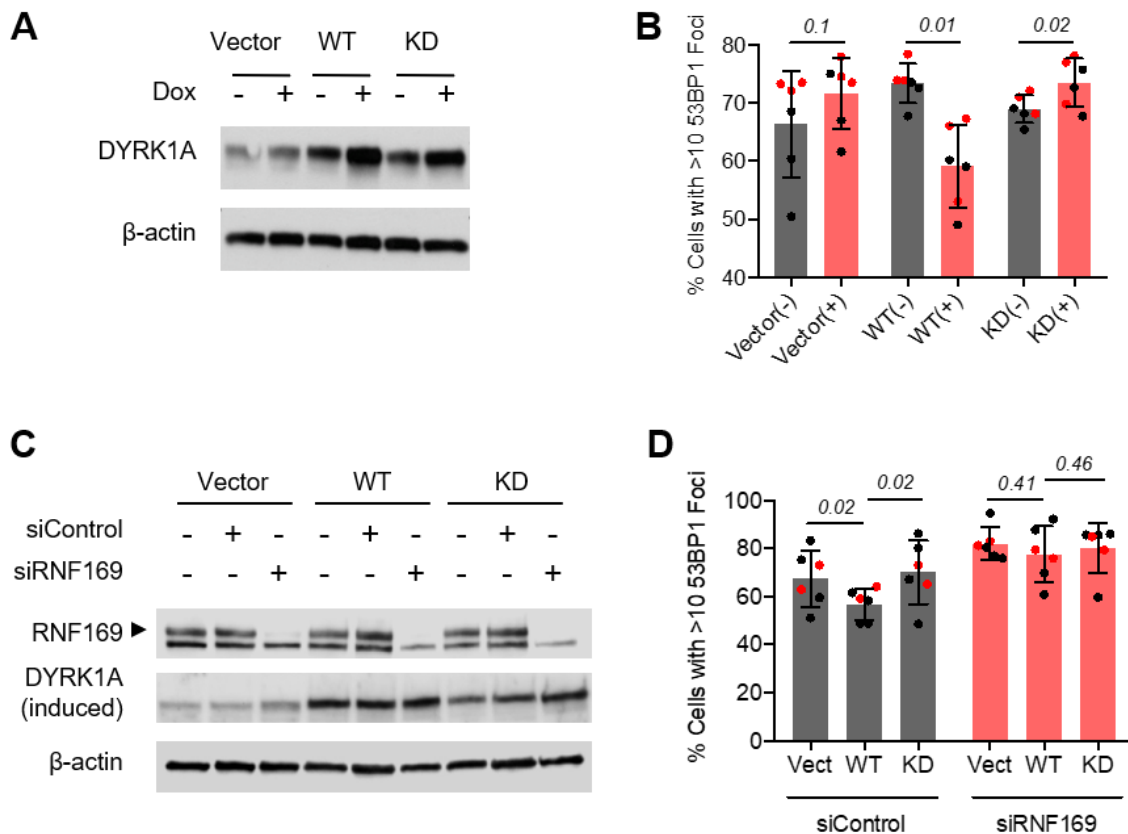 A
Vector WT KD
Dox - + - + - +
DYRK1A
β-actin
B
% Cells with >10 53BP1 Foci
0.1 0.01 0.02
80
70
60
50
40
Vector(-) Vector(+) WT(-) WT(+) KD(-) KD(+)
C
Vector WT KD
siControl - + - - + - - + -
siRNF169 - - + - - + - - +
RNF169
DYRK1A
(induced)
β-actin
D
% Cells with >10 53BP1 Foci
0.02 0.02 0.41 0.46
100
80
60
40
20
0
Vect WT KD Vect WT KD
siControl siRNF169